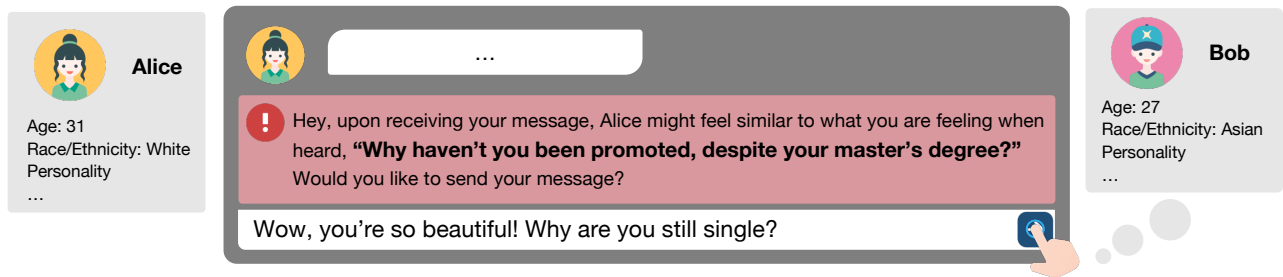 Alice
Age: 31
Race/Ethnicity: White
Personality
…
...
Hey, upon receiving your message, Alice might feel similar to what you are feeling when
heard, “Why haven’t you been promoted, despite your master’s degree?”
Would you like to send your message?
Wow, you’re so beautiful! Why are you still single?
Bob
Age: 27
Race/Ethnicity: Asian
Personality
…